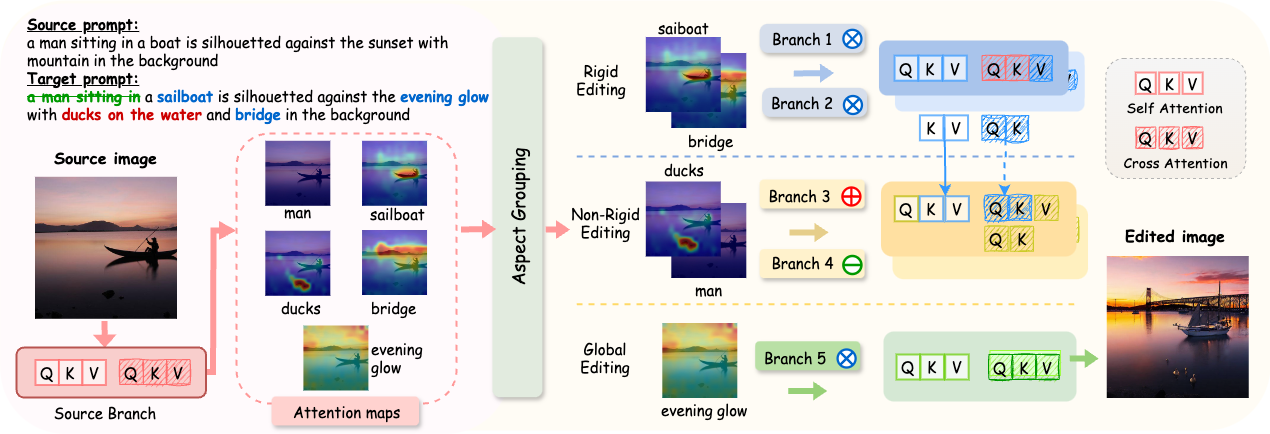 Source prompt:
a man sitting in a boat is silhouetted against the sunset with
mountain in the background
Target prompt:
a man sitting in a sailboat is silhouetted against the evening glow
with ducks on the water and bridge in the background
Source image
Q K V Q K V
Source Branch
man
sailboat
ducks
bridge
evening
glow
Attention maps
Aspect Grouping
Rigid
Editing
saiboat
bridge
Branch 1
Branch 2
Q K V Q K V
K V Q K
Non-Rigid
Editing
ducks
man
Branch 3
Branch 4
Q K V Q K V
Q K
Global
Editing
evening glow
Branch 5
Q K V Q K V
Q K V
Self Attention
Q K V
Cross Attention
Edited image